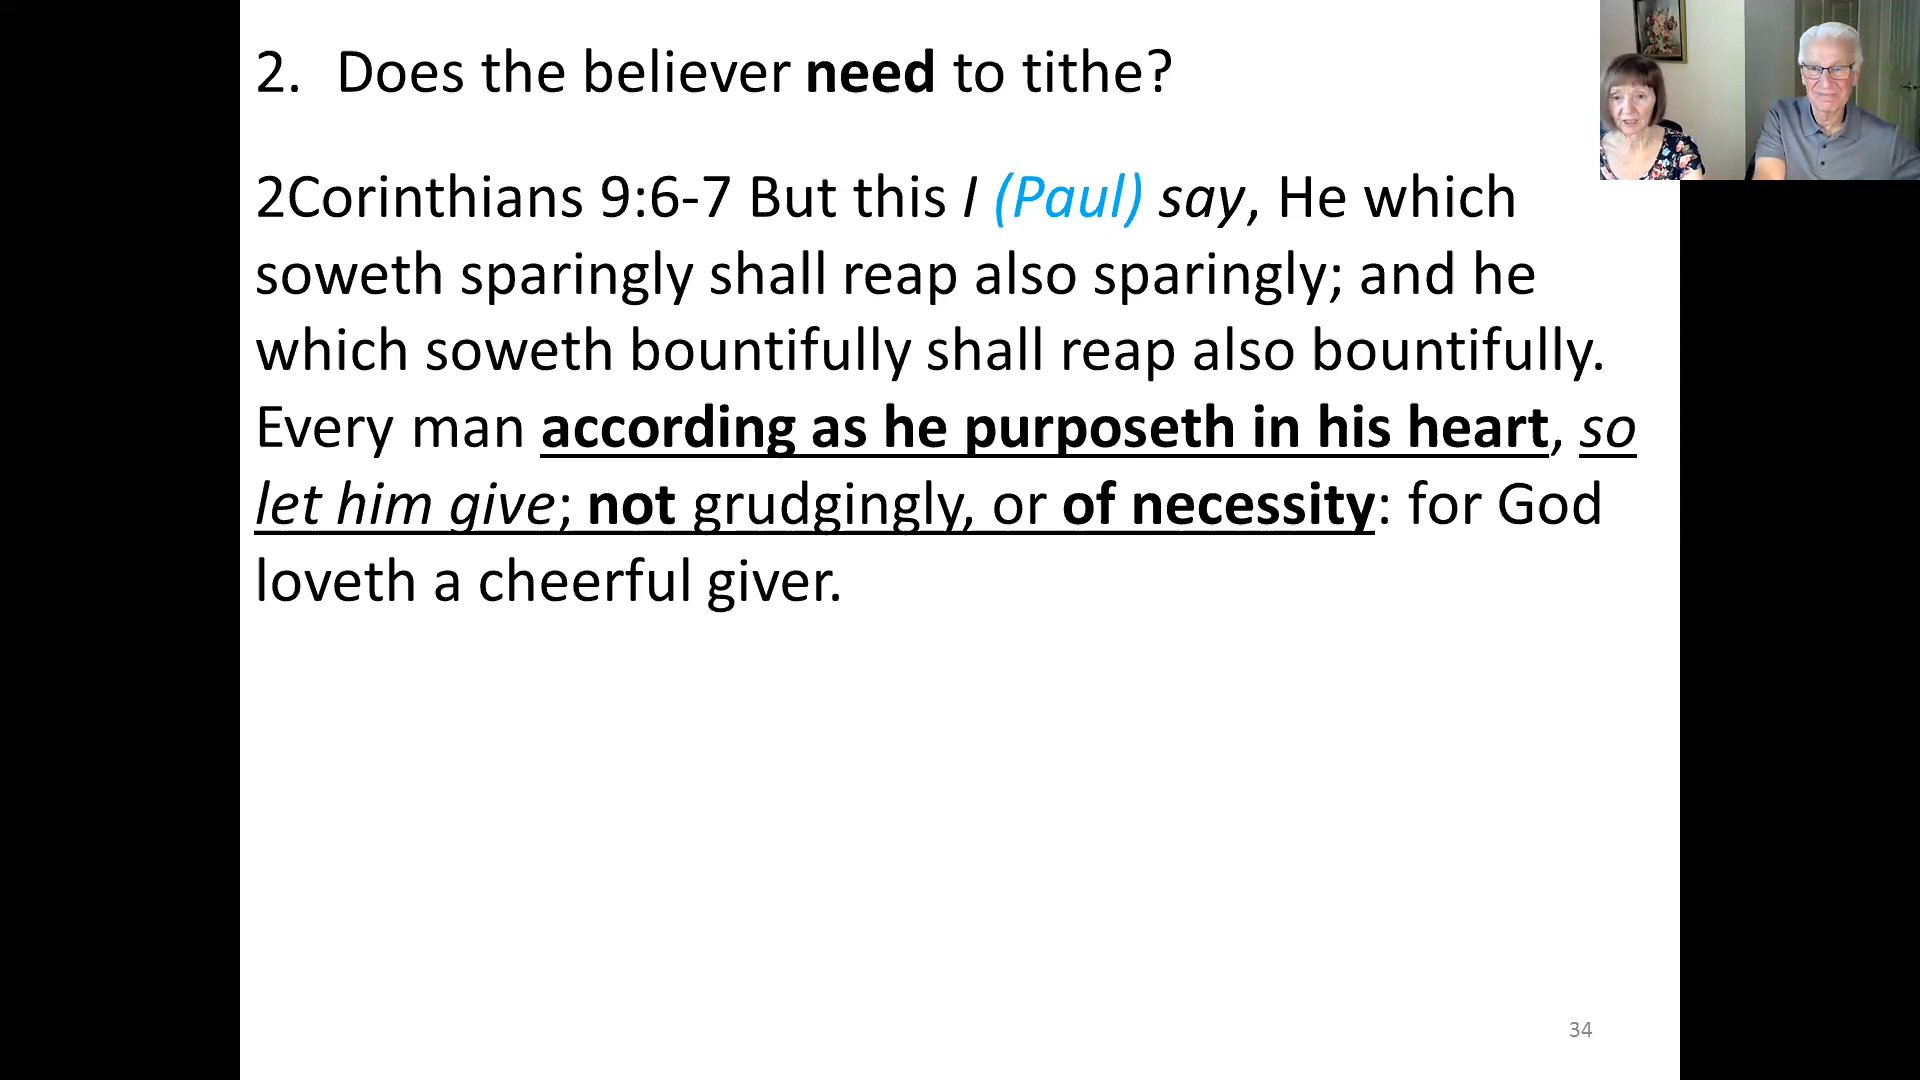 2. Does the believer need to tithe?
2Corinthians 9:6-7 But this I (Paul) say, He which
soweth sparingly shall reap also sparingly; and he
which soweth bountifully shall reap also bountifully.
Every man according as he purposeth in his heart, so
let him give; not grudgingly, or of necessity: for God
loveth a cheerful giver.
34